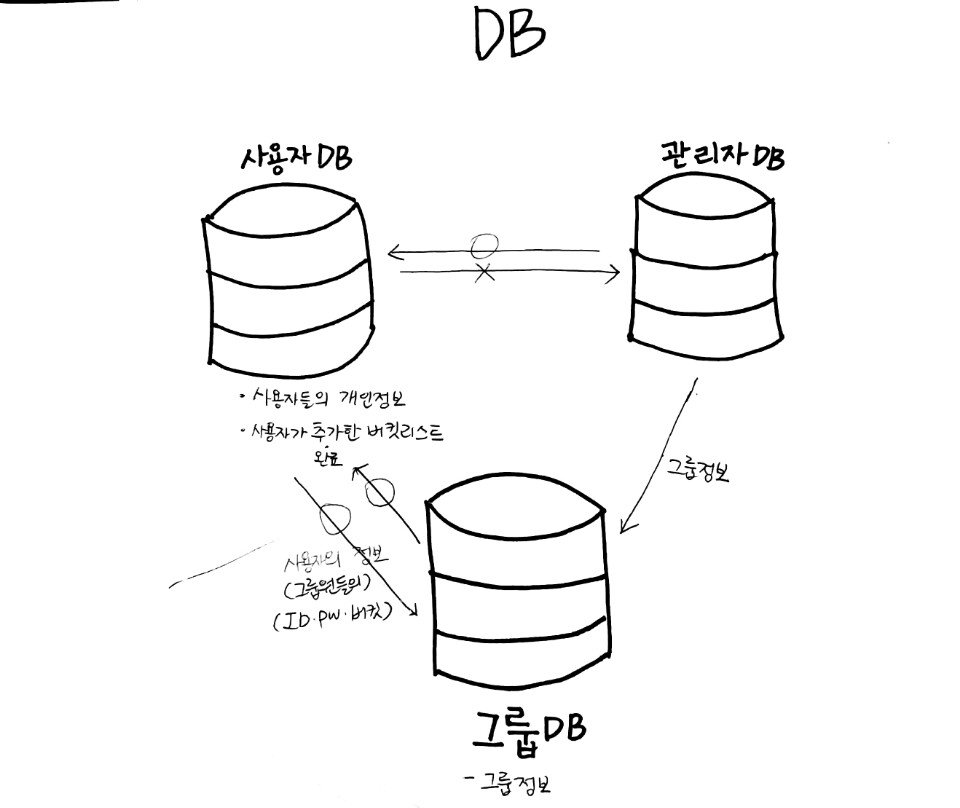 DB
사용자 DB
관리자 DB
· 사용자들의 개인정보
· 사용자가 추가한 버킷리스트
완료
그룹정보
사용자의 정보
(그룹원들의)
(ID·PW·버킷)
그룹 DB
- 그룹정보